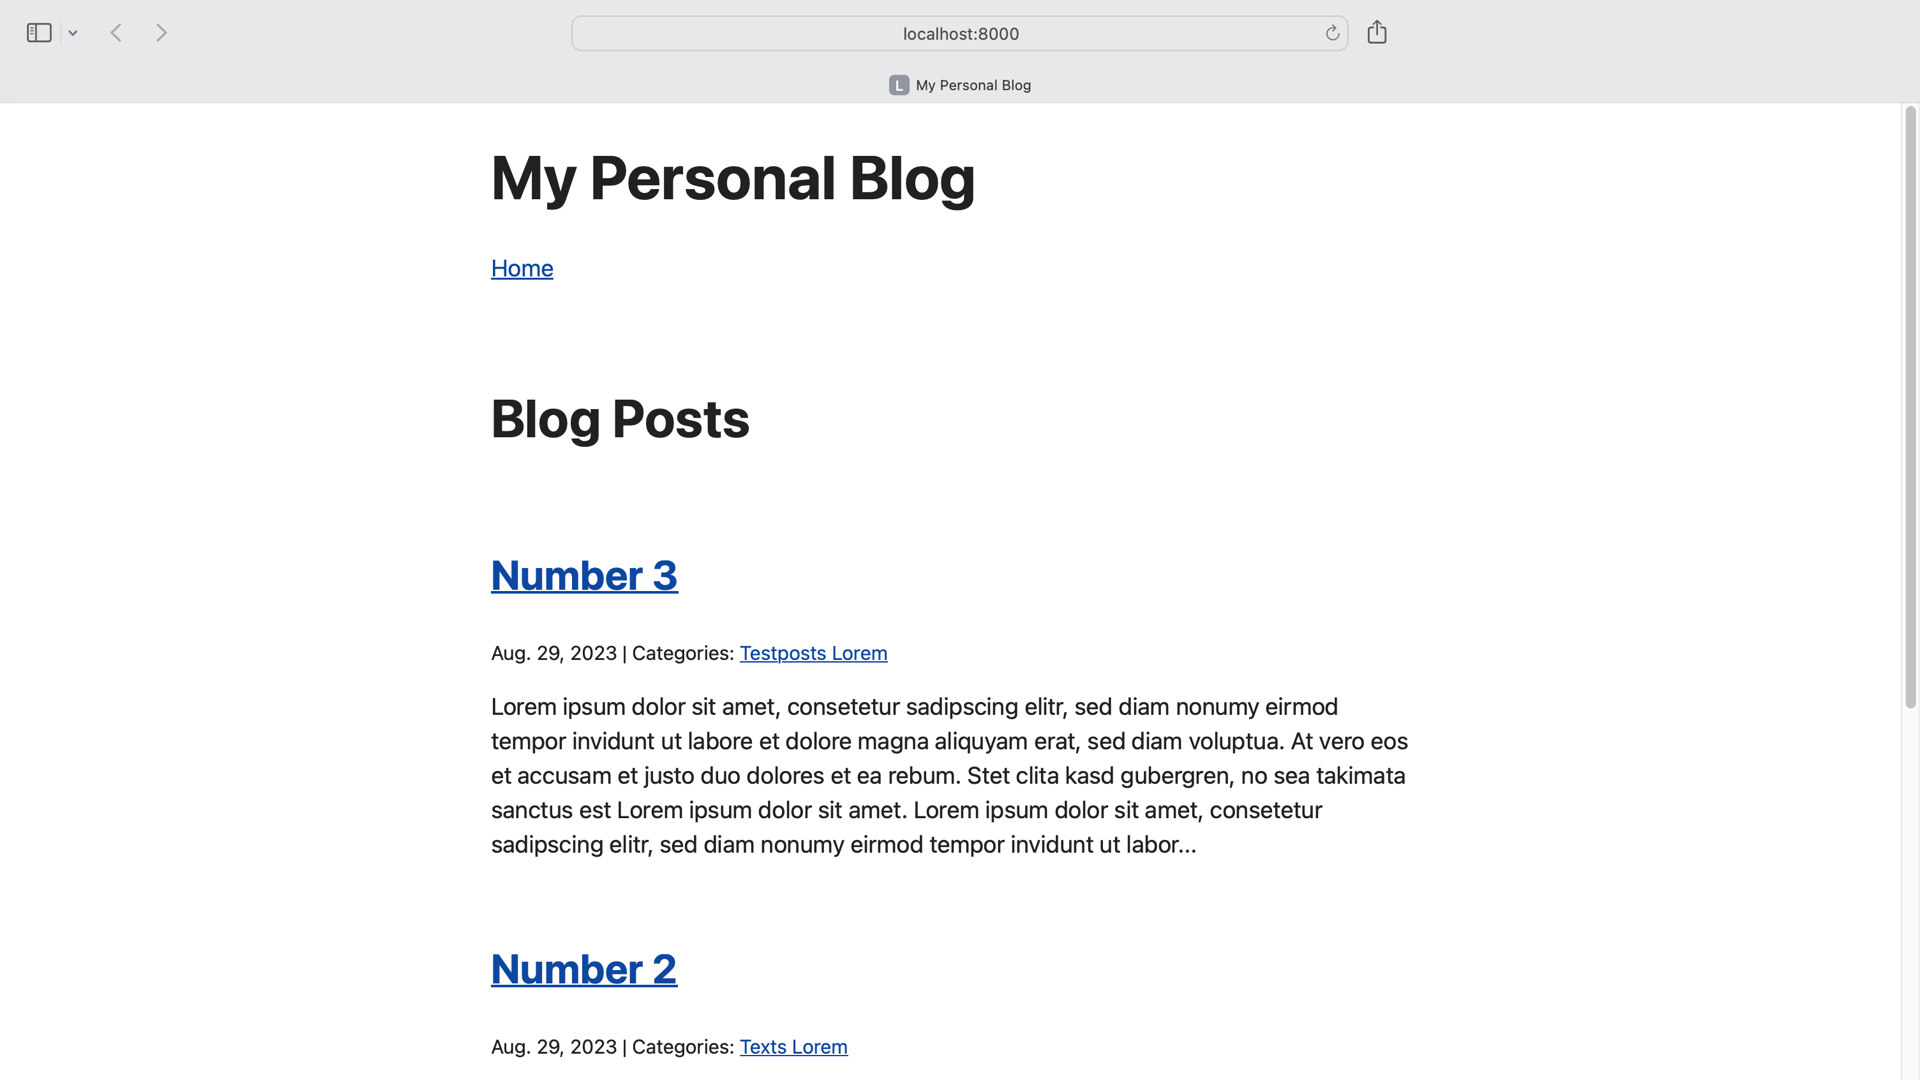 localhost:8000
L My Personal Blog
My Personal Blog
Home
Blog Posts
Number 3
Aug. 29, 2023 | Categories: Testposts Lorem
Lorem ipsum dolor sit amet, consetetur sadipscing elitr, sed diam nonumy eirmod
tempor invidunt ut labore et dolore magna aliquyam erat, sed diam voluptua. At vero eos
et accusam et justo duo dolores et ea rebum. Stet clita kasd gubergren, no sea takimata
sanctus est Lorem ipsum dolor sit amet. Lorem ipsum dolor sit amet, consetetur
sadipscing elitr, sed diam nonumy eirmod tempor invidunt ut labor...
Number 2
Aug. 29, 2023 | Categories: Texts Lorem